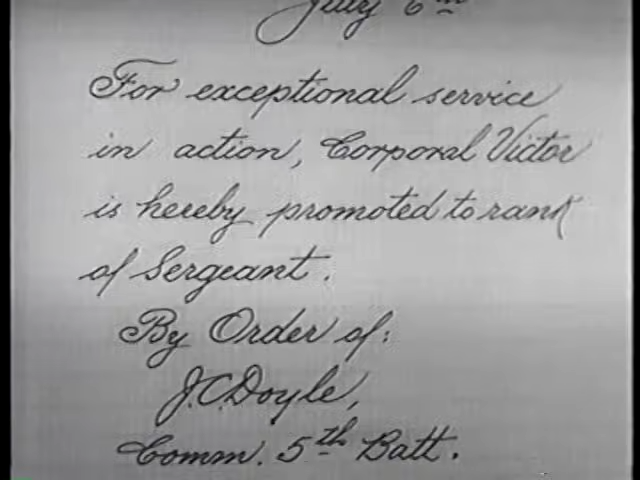 July 6th
For exceptional service
in action, Corporal Victor
is hereby promoted to rank
of Sergeant.
By Order of:
J.C. Doyle,
Comm. 5th Batt.